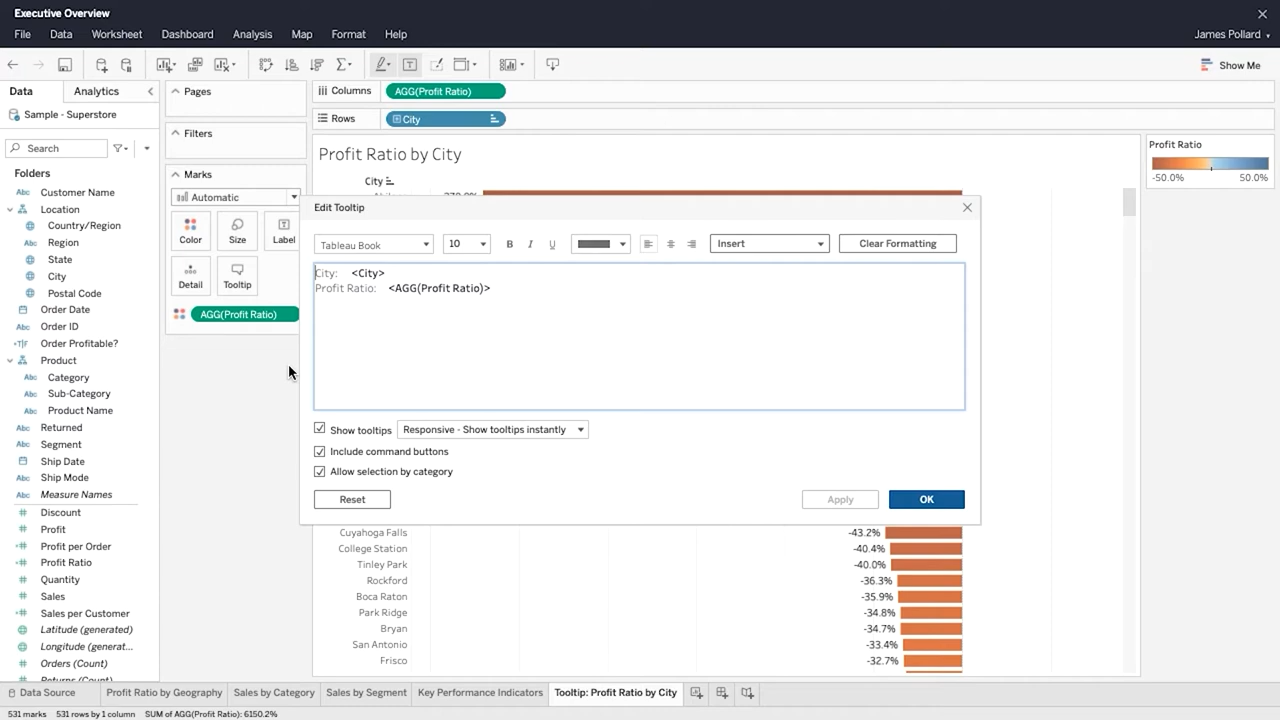 Executive Overview
File Data Worksheet Dashboard Analysis Map Format Help
James Pollard
Show Me
Data Analytics
Sample - Superstore
Search
Folders
Customer Name
Location
Country/Region
Region
State
City
Postal Code
Order Date
Order ID
Order Profitable?
Product
Category
Sub-Category
Product Name
Returned
Segment
Ship Date
Ship Mode
Measure Names
Discount
Profit
Profit per Order
Profit Ratio
Quantity
Sales
Sales per Customer
Latitude (generated)
Longitude (generat...
Orders (Count)
Pages
Filters
Marks
Automatic
Color Size Label
Detail Tooltip
AGG(Profit Ratio)
Columns AGG(Profit Ratio)
Rows City
Profit Ratio by City
City
Edit Tooltip
Tableau Book 10 B I U Insert Clear Formatting
City: <City>
Profit Ratio: <AGG(Profit Ratio)>
Show tooltips Responsive - Show tooltips instantly
Include command buttons
Allow selection by category
Reset Apply OK
Cuyahoga Falls -43.2%
College Station -40.4%
Tinley Park -40.0%
Rockford -36.3%
Boca Raton -35.9%
Park Ridge -34.8%
Bryan -34.7%
San Antonio -33.4%
Frisco -32.7%
Profit Ratio
-50.0% 50.0%
Data Source Profit Ratio by Geography Sales by Category Sales by Segment Key Performance Indicators Tooltip: Profit Ratio by City
531 marks 531 rows by 1 column SUM of AGG(Profit Ratio): 6150.2%